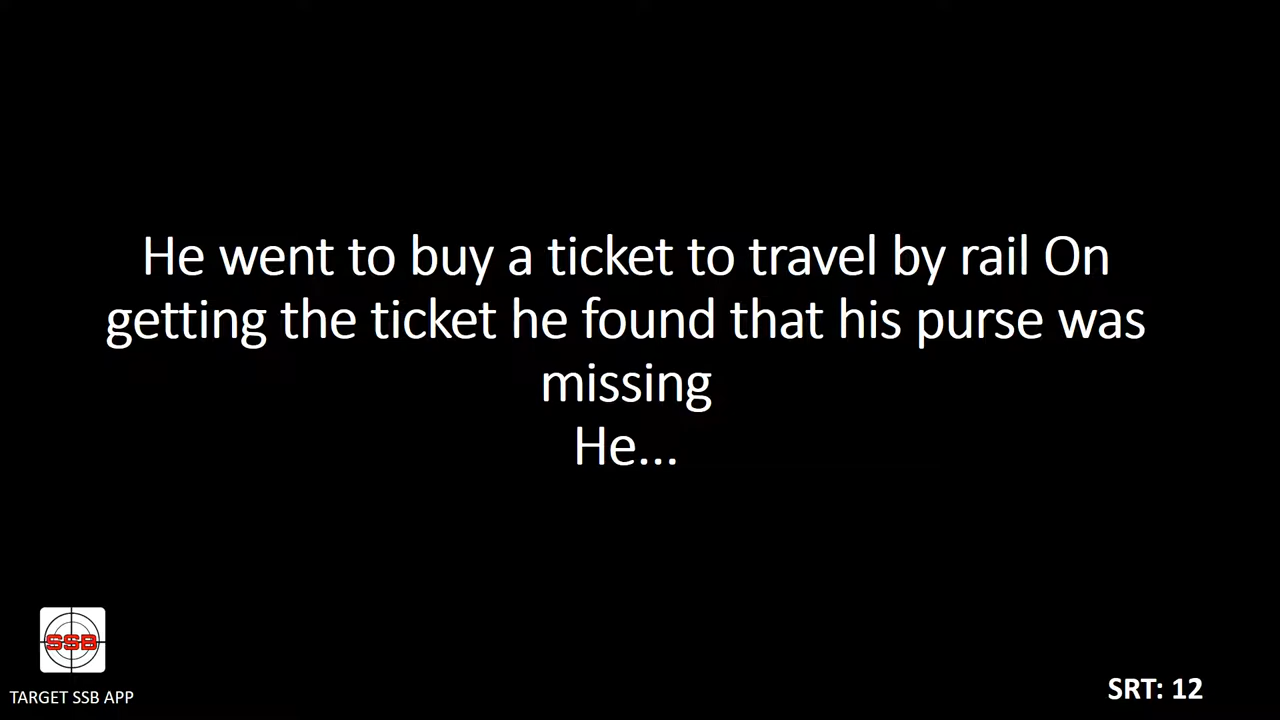 He went to buy a ticket to travel by rail On
getting the ticket he found that his purse was
missing
He...
SSB
TARGET SSB APP
SRT: 12